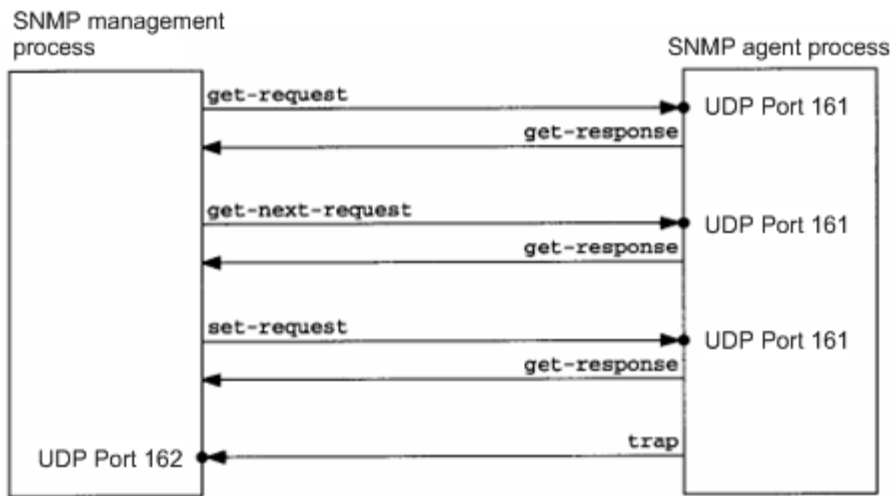 SNMP management
process
SNMP agent process
get-request
UDP Port 161
get-response
get-next-request
UDP Port 161
get-response
set-request
UDP Port 161
get-response
trap
UDP Port 162